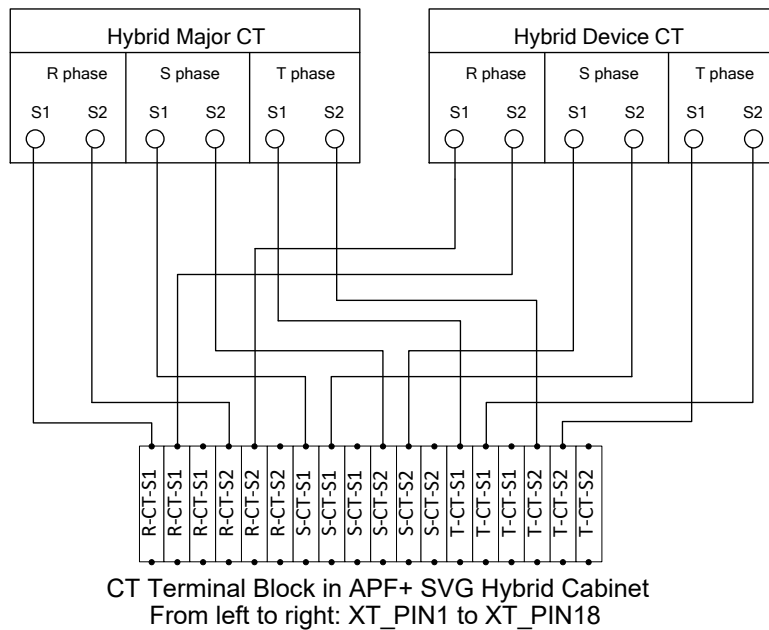 Hybrid Major CT
Hybrid Device CT
R phase
S phase
T phase
R phase
S phase
T phase
S1
S2
S1
S2
S1
S2
S1
S2
S1
S2
S1
S2
R-CT-S1
R-CT-S1
R-CT-S1
R-CT-S2
R-CT-S2
R-CT-S2
S-CT-S1
S-CT-S1
S-CT-S1
S-CT-S2
S-CT-S2
S-CT-S2
T-CT-S1
T-CT-S1
T-CT-S1
T-CT-S2
T-CT-S2
T-CT-S2
CT Terminal Block in APF+ SVG Hybrid Cabinet
From left to right: XT_PIN1 to XT_PIN18